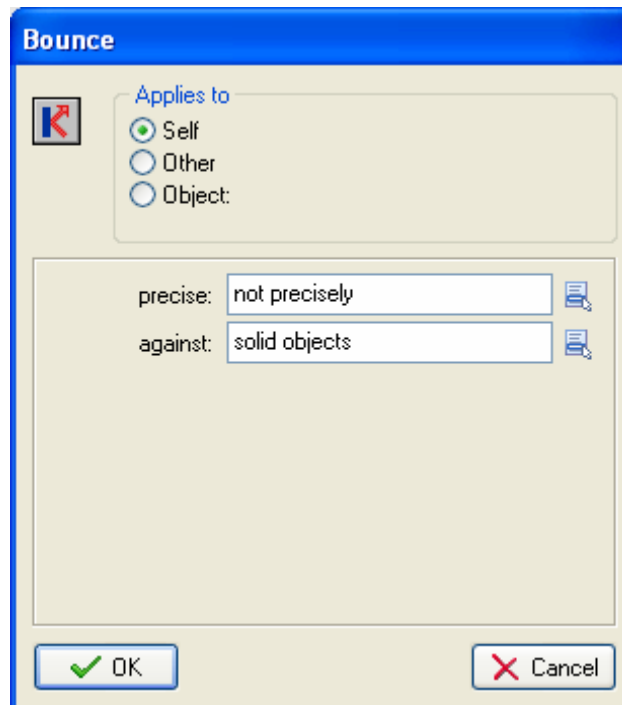 Bounce
Applies to
Self
Other
Object:
precise: not precisely
against: solid objects
OK Cancel